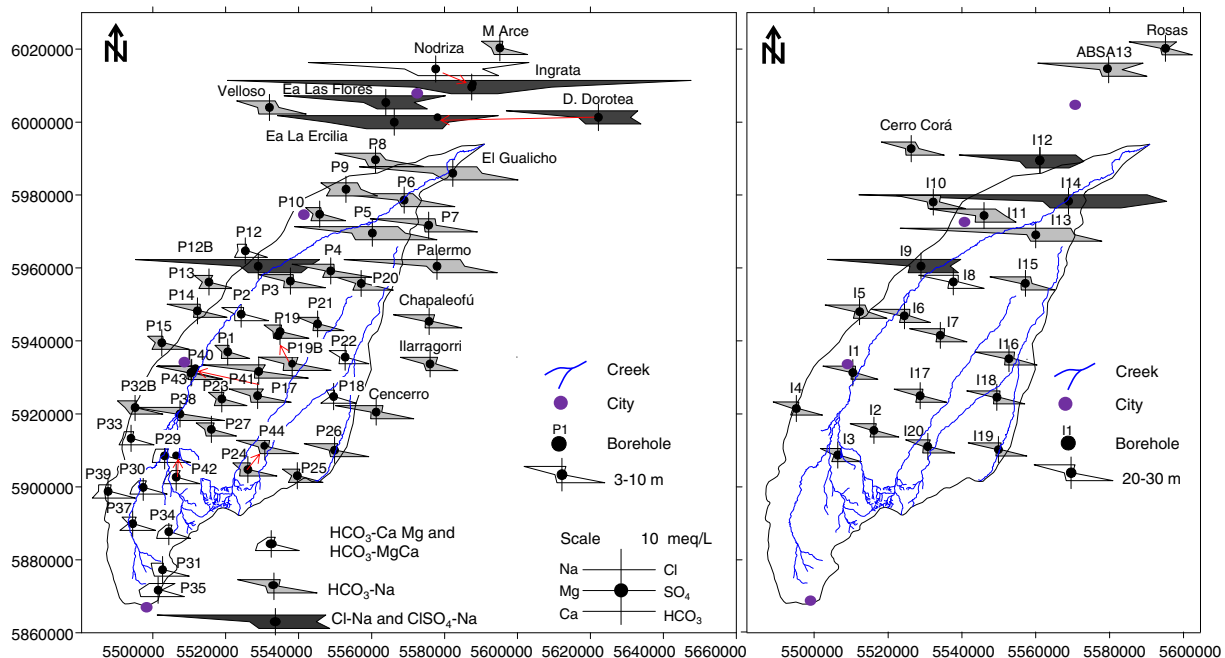 6020000
6000000
5980000
5960000
5940000
5920000
5900000
5880000
5860000
N
M Arce
Nodriza
Ingrata
Velloso
Ea Las Flores
D. Dorotea
Ea La Ercilia
P8
El Gualicho
P9
P6
P10
P5
P7
P12
P12B
P4
Palermo
P13
P3
P20
P14
P2
P21
Chapaleofú
P15
P1
P19
P19B
P22
Ilarragorri
P40
P43
P41
P32B
P23
P17
P18
Cencerro
P38
P33
P27
P44
P26
P29
P24
P25
P39
P30
P42
P37
P34
P31
P35
Creek
City
P1
Borehole
3-10 m
HCO3-Ca Mg and
HCO3-MgCa
HCO3-Na
Cl-Na and ClSO4-Na
Scale 10 meq/L
Na Cl
Mg SO4
Ca HCO3
5500000 5520000 5540000 5560000 5580000 5600000 5620000 5640000 5660000
N
Rosas
ABSA13
Cerro Corá
I12
I10
I14
I11
I13
I9
I8
I15
I5
I6
I7
I1
I16
I4
I17
I18
I2
I3
I20
I19
Creek
City
I1
Borehole
20-30 m
5500000 5520000 5540000 5560000 5580000 5600000